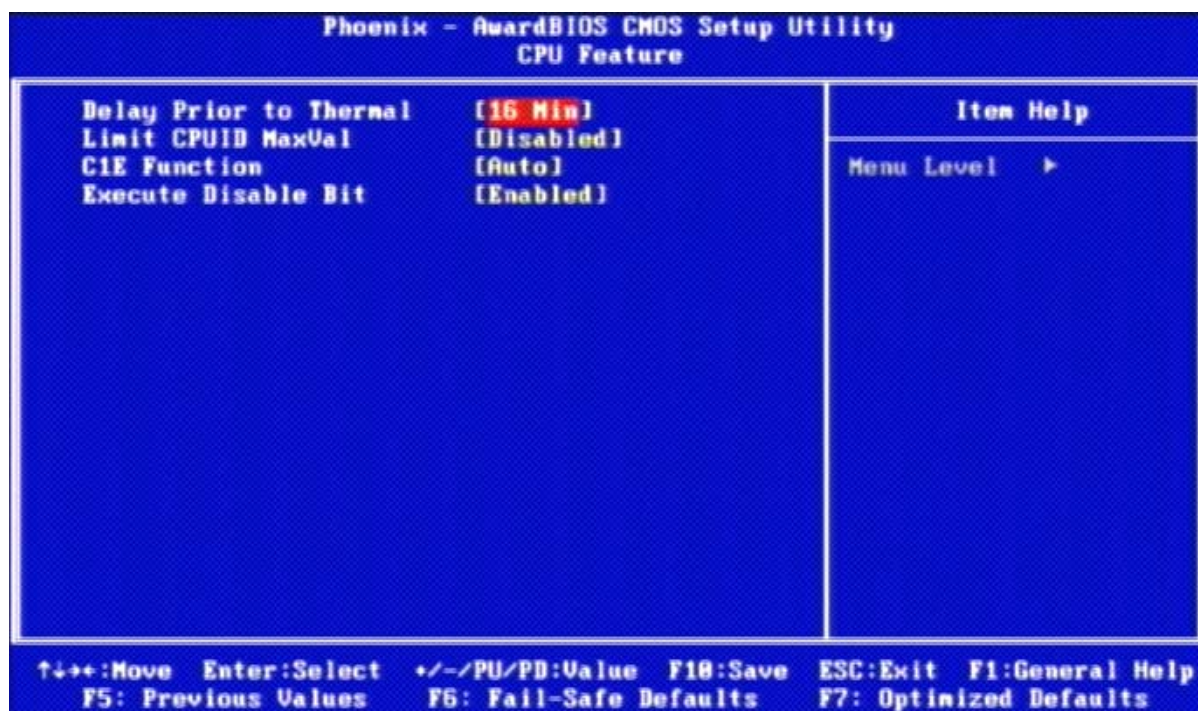 Phoenix - AwardBIOS CMOS Setup Utility
CPU Feature
Delay Prior to Thermal [16 Min]
Limit CPUID MaxVal [Disabled]
C1E Function [Auto]
Execute Disable Bit [Enabled]
Item Help
Menu Level ►
↑↓→←:Move Enter:Select +/-/PU/PD:Value F10:Save ESC:Exit F1:General Help
F5: Previous Values F6: Fail-Safe Defaults F7: Optimized Defaults